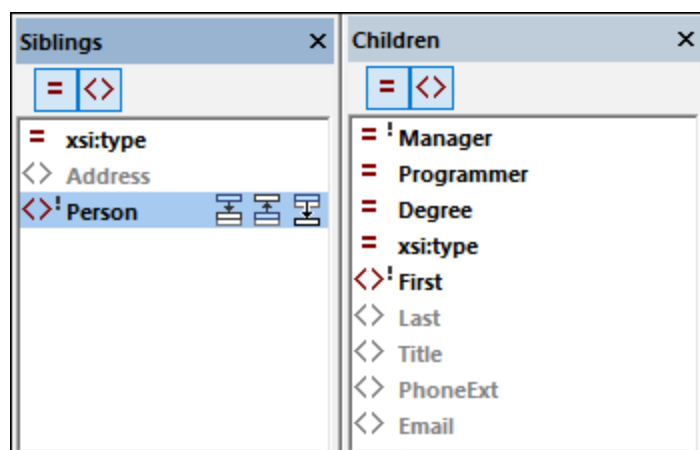 Siblings
= <>
= xsi:type
<> Address
<>! Person
Children
= <>
= ! Manager
= Programmer
= Degree
= xsi:type
<>! First
<> Last
<> Title
<> PhoneExt
<> Email